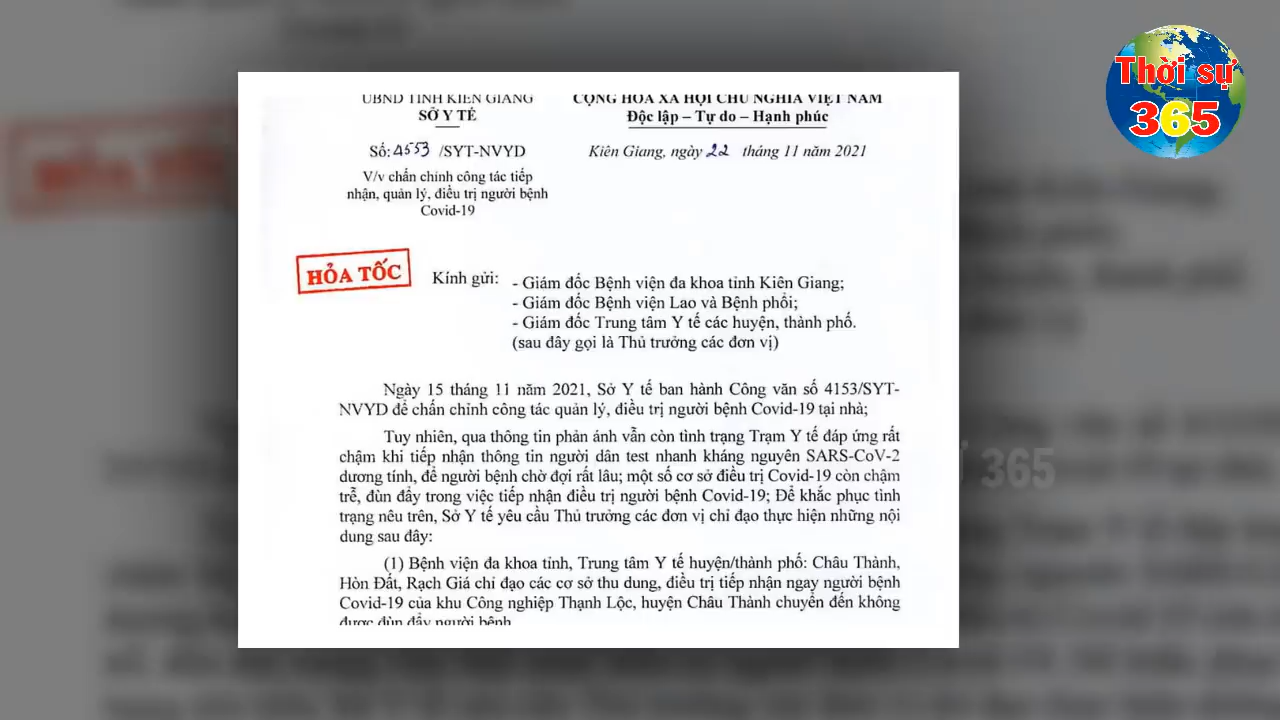 Thời sự
365
UBND TỈNH KIÊN GIANG
SỞ Y TẾ
CỘNG HÒA XÃ HỘI CHỦ NGHĨA VIỆT NAM
Độc lập – Tự do – Hạnh phúc
Số: 4553 /SYT-NVYD
Kiên Giang, ngày 22 tháng 11 năm 2021
V/v chấn chỉnh công tác tiếp
nhận, quản lý, điều trị người bệnh
Covid-19
HỎA TỐC
Kính gửi:
- Giám đốc Bệnh viện đa khoa tỉnh Kiên Giang;
- Giám đốc Bệnh viện Lao và Bệnh phổi;
- Giám đốc Trung tâm Y tế các huyện, thành phố.
(sau đây gọi là Thủ trưởng các đơn vị)
Ngày 15 tháng 11 năm 2021, Sở Y tế ban hành Công văn số 4153/SYT-
NVYD để chấn chỉnh công tác quản lý, điều trị người bệnh Covid-19 tại nhà;
Tuy nhiên, qua thông tin phản ánh vẫn còn tình trạng Trạm Y tế đáp ứng rất
chậm khi tiếp nhận thông tin người dân test nhanh kháng nguyên SARS-CoV-2
dương tính, để người bệnh chờ đợi rất lâu; một số cơ sở điều trị Covid-19 còn chậm
trễ, đùn đẩy trong việc tiếp nhận điều trị người bệnh Covid-19; Để khắc phục tình
trạng nêu trên, Sở Y tế yêu cầu Thủ trưởng các đơn vị chỉ đạo thực hiện những nội
dung sau đây:
(1) Bệnh viện đa khoa tỉnh, Trung tâm Y tế huyện/thành phố: Châu Thành,
Hòn Đất, Rạch Giá chỉ đạo các cơ sở thu dung, điều trị tiếp nhận ngay người bệnh
Covid-19 của khu Công nghiệp Thạnh Lộc, huyện Châu Thành chuyển đến không
được đùn đẩy người bệnh
365